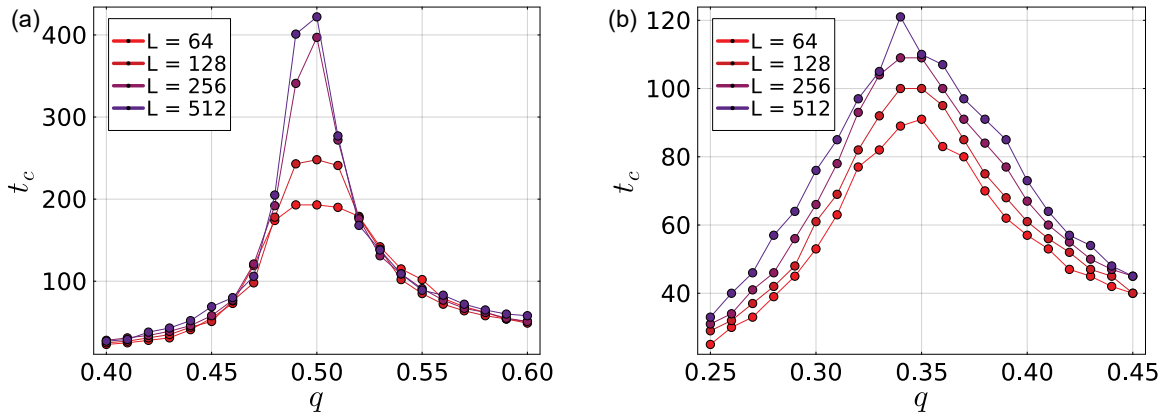 (a)
L = 64
L = 128
L = 256
L = 512
400
300
200
100
t_c
0.40
0.45
0.50
0.55
0.60
q
(b)
L = 64
L = 128
L = 256
L = 512
120
100
80
60
40
t_c
0.25
0.30
0.35
0.40
0.45
q